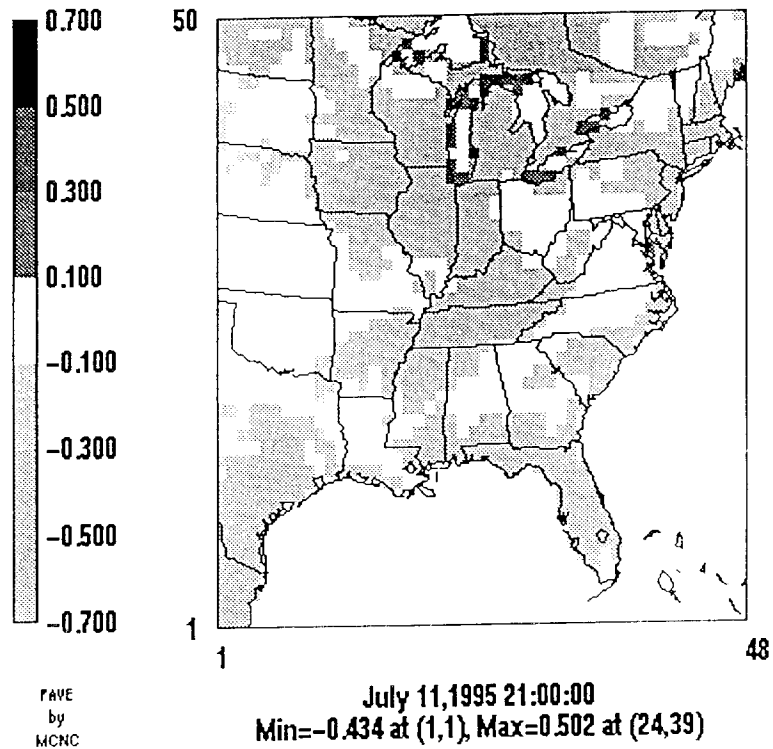 0.700
0.500
0.300
0.100
-0.100
-0.300
-0.500
-0.700
50
1
1
48
PAVE
by
MCNC
July 11,1995 21:00:00
Min=-0.434 at (1,1), Max=0.502 at (24,39)